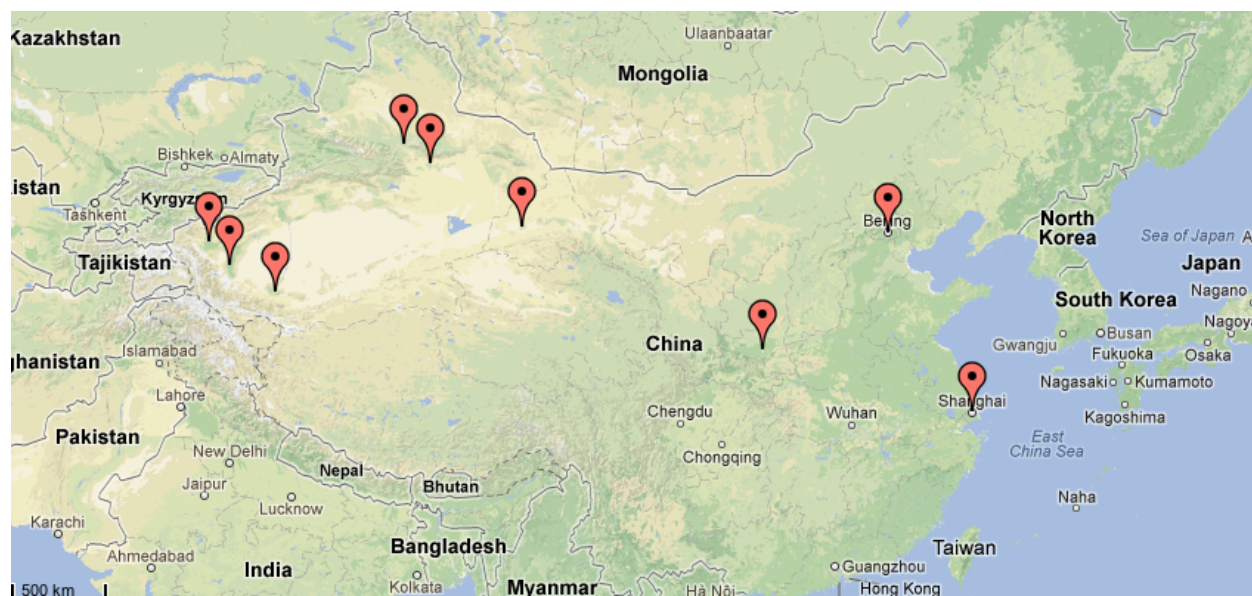 Kazakhstan
Ulaanbaatar
Mongolia
Bishkek
Almaty
istan
Kyrgyz
n
Tashkent
Tajikistan
Beijing
North
Korea
Sea of Japan
A
Japan
Nagano
South Korea
Nagoya
Gwangju
Busan
Fukuoka
Osaka
China
ghanistan
Islamabad
Nagasaki
Kumamoto
Lahore
Shanghai
Kagoshima
Chengdu
Wuhan
Pakistan
New Delhi
Chongqing
East
China Sea
Nepal
Jaipur
Bhutan
Lucknow
Naha
Karachi
Ahmedabad
Bangladesh
Taiwan
India
Guangzhou
500 km
Kolkata
Myanmar
Hà Nội
Hong Kong